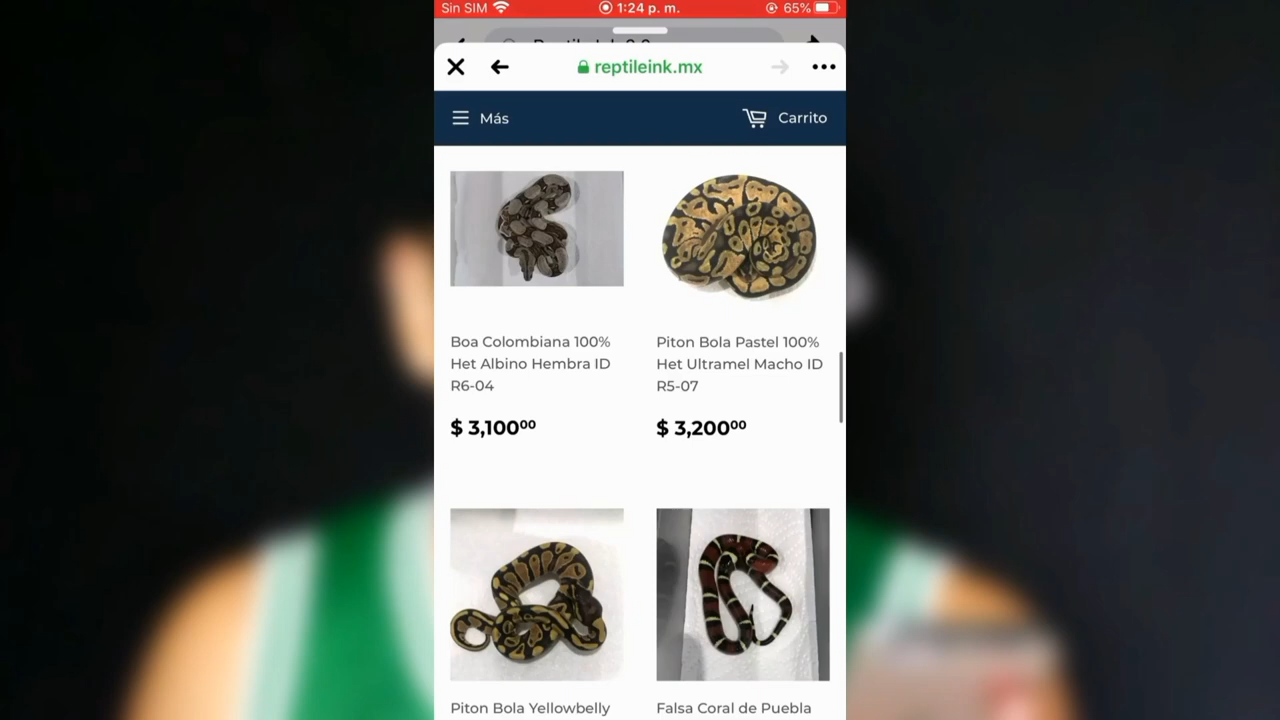 Sin SIM 1:24 p. m. 65%
reptileink.mx
Más Carrito
Boa Colombiana 100%
Het Albino Hembra ID
R6-04
$ 3,100⁰⁰
Piton Bola Pastel 100%
Het Ultramel Macho ID
R5-07
$ 3,200⁰⁰
Piton Bola Yellowbelly
Falsa Coral de Puebla